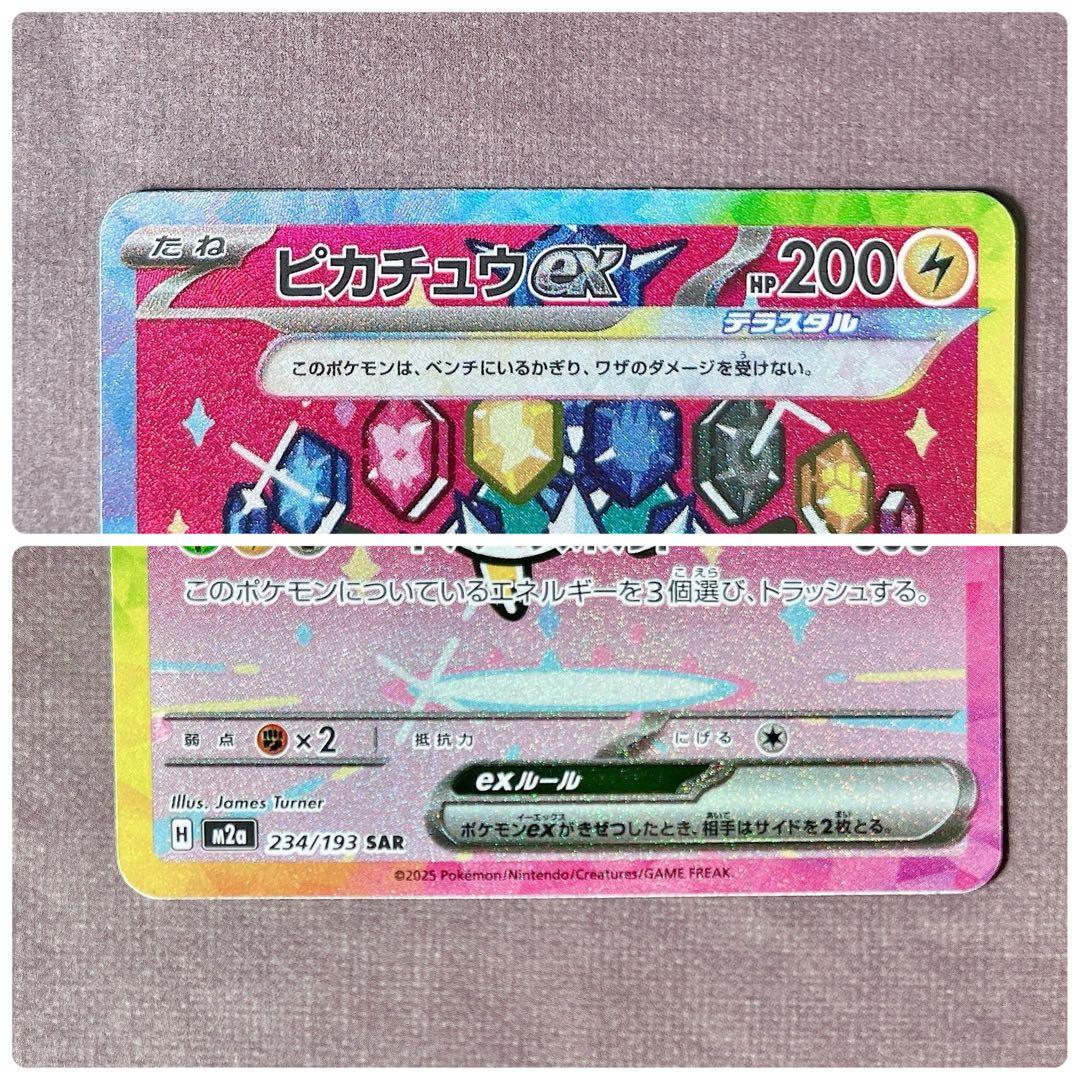 たね
ピカチュウex
HP200
テラスタル
このポケモンは、ベンチにいるかぎり、ワザのダメージを受けない。
このポケモンについているエネルギーを3個選び、トラッシュする。
弱点 ×2 抵抗力 にげる
exルール
ポケモンexがきぜつしたとき、相手はサイドを2枚とる。
Illus. James Turner
H m2a 234/193 SAR
©2025 Pokémon/Nintendo/Creatures/GAME FREAK.